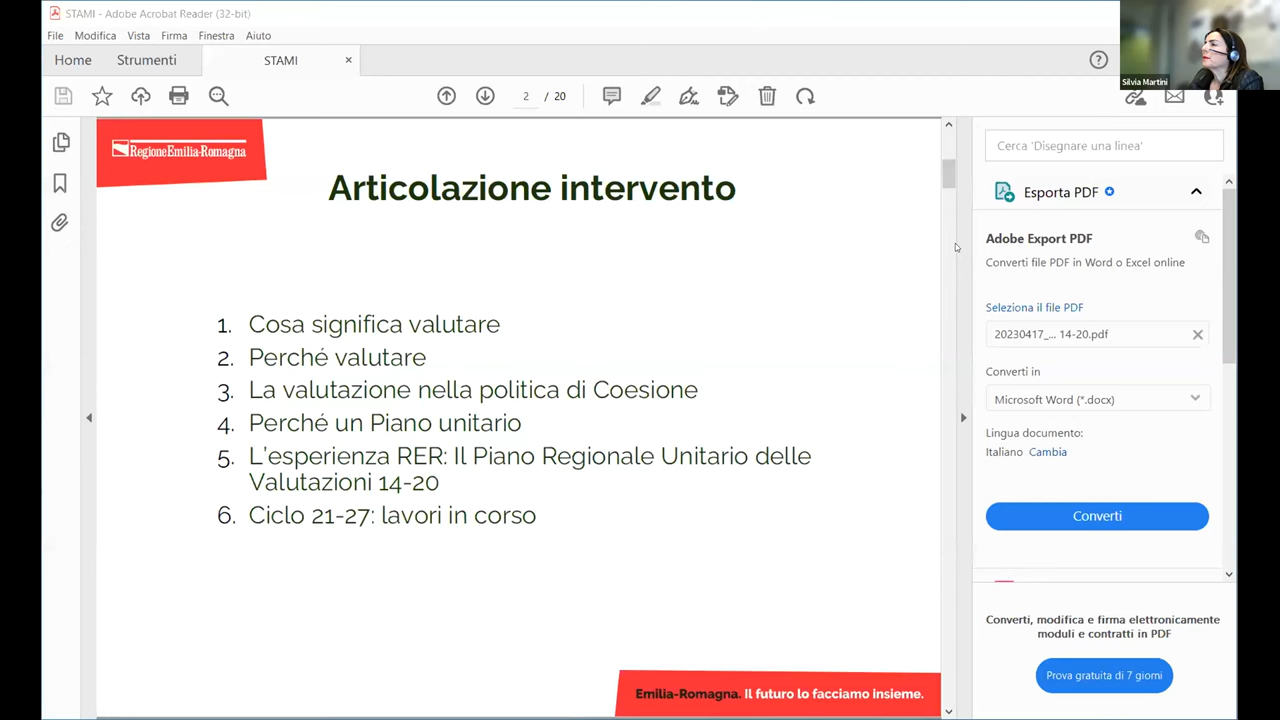 STAMI - Adobe Acrobat Reader (32-bit)
File Modifica Vista Firma Finestra Aiuto
Home Strumenti STAMI ×
2 / 20
Silvia Martini
RegioneEmilia-Romagna
Articolazione intervento
1. Cosa significa valutare
2. Perché valutare
3. La valutazione nella politica di Coesione
4. Perché un Piano unitario
5. L'esperienza RER: Il Piano Regionale Unitario delle
Valutazioni 14-20
6. Ciclo 21-27: lavori in corso
Emilia-Romagna. Il futuro lo facciamo insieme.
Cerca 'Disegnare una linea'
Esporta PDF
Adobe Export PDF
Converti file PDF in Word o Excel online
Seleziona il file PDF
20230417_... 14-20.pdf
Converti in
Microsoft Word (*.docx)
Lingua documento:
Italiano Cambia
Converti
Converti, modifica e firma elettronicamente
moduli e contratti in PDF
Prova gratuita di 7 giorni